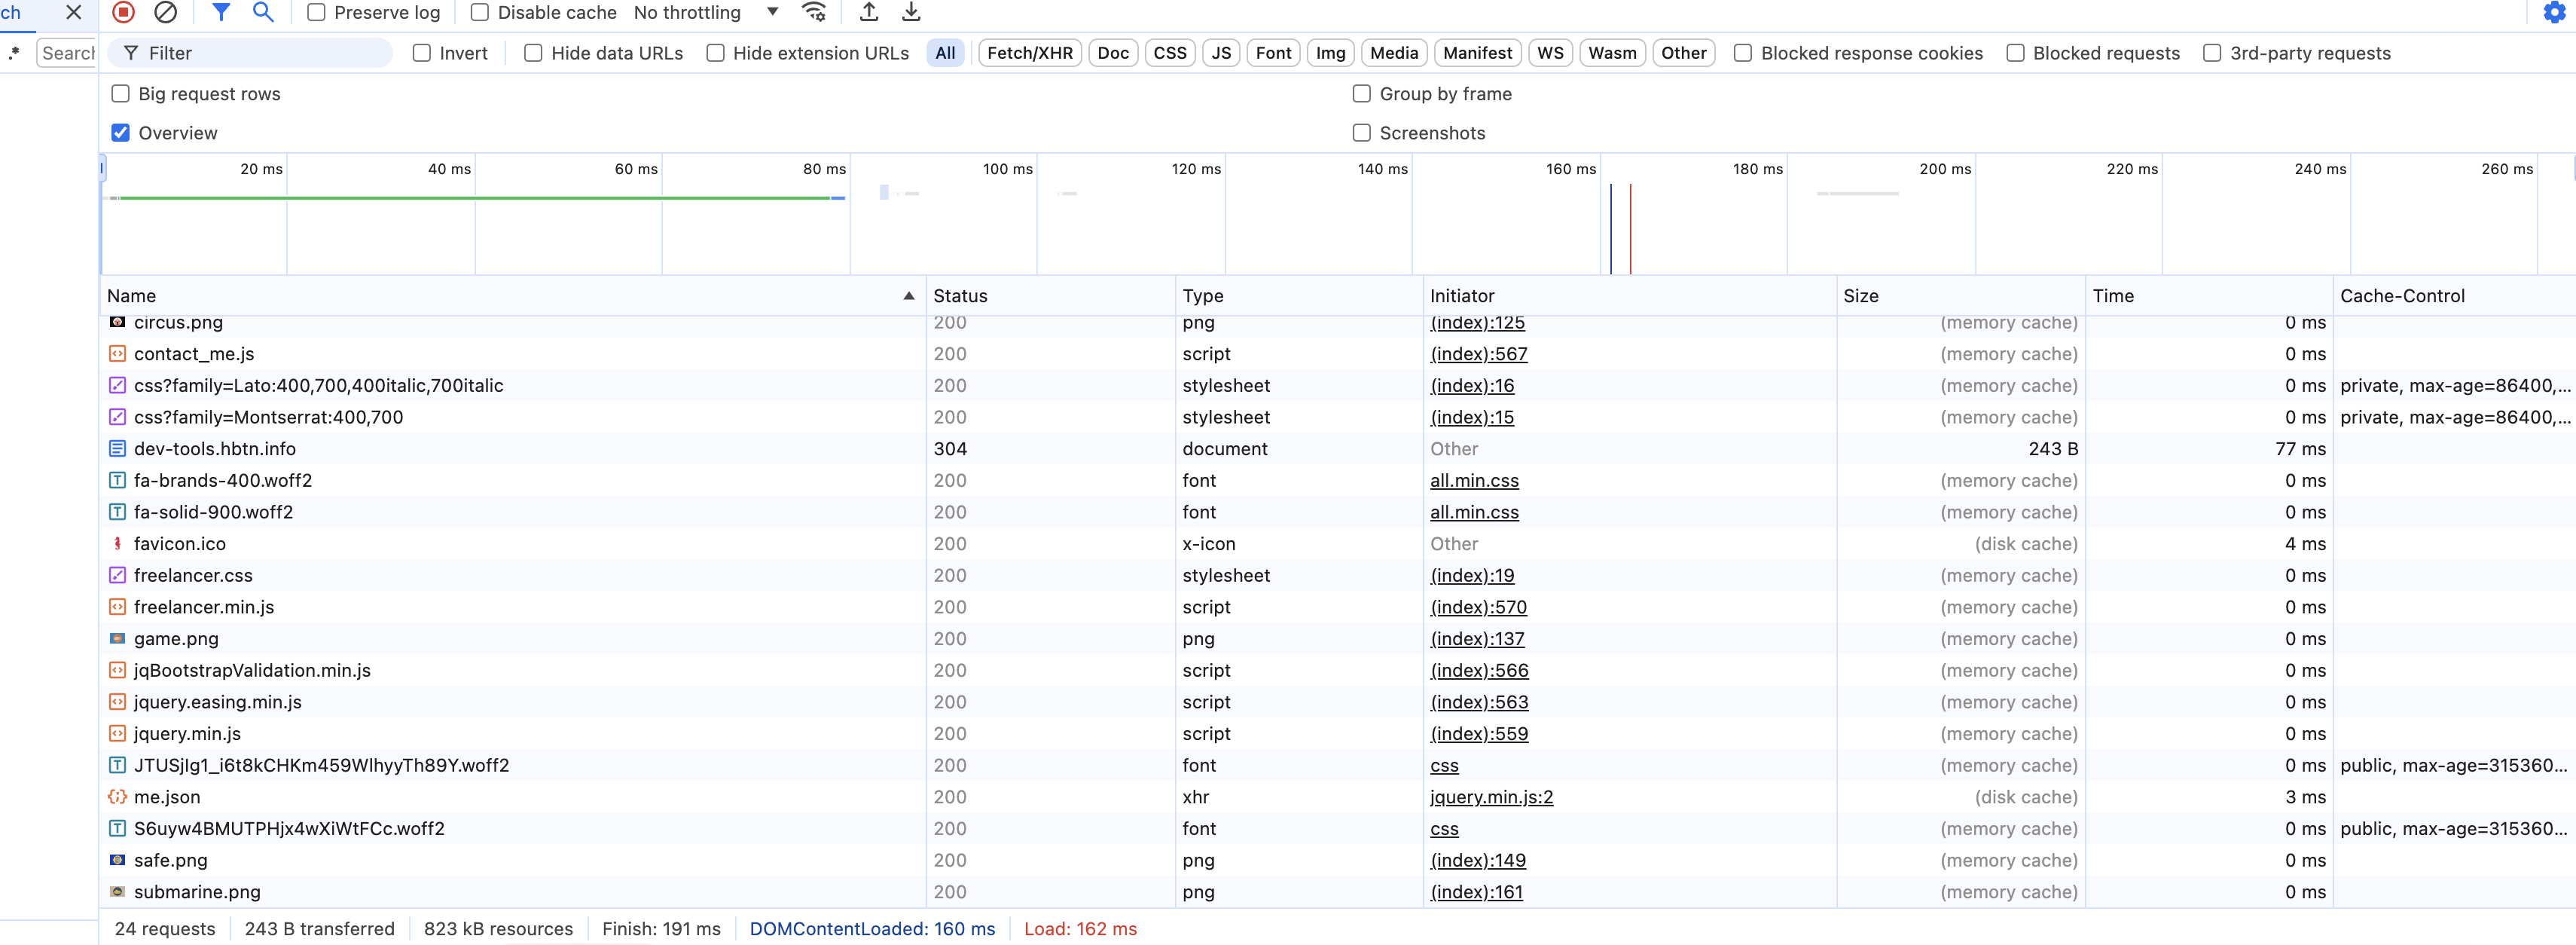 ch Preserve log Disable cache No throttling
.* Search Filter Invert Hide data URLs Hide extension URLs All Fetch/XHR Doc CSS JS Font Img Media Manifest WS Wasm Other Blocked response cookies Blocked requests 3rd-party requests
Big request rows Group by frame
Overview Screenshots
20 ms 40 ms 60 ms 80 ms 100 ms 120 ms 140 ms 160 ms 180 ms 200 ms 220 ms 240 ms 260 ms
Name Status Type Initiator Size Time Cache-Control
circus.png 200 png (index):125 (memory cache) 0 ms
contact_me.js 200 script (index):567 (memory cache) 0 ms
css?family=Lato:400,700,400italic,700italic 200 stylesheet (index):16 (memory cache) 0 ms private, max-age=86400,...
css?family=Montserrat:400,700 200 stylesheet (index):15 (memory cache) 0 ms private, max-age=86400,...
dev-tools.hbtn.info 304 document Other 243 B 77 ms
fa-brands-400.woff2 200 font all.min.css (memory cache) 0 ms
fa-solid-900.woff2 200 font all.min.css (memory cache) 0 ms
favicon.ico 200 x-icon Other (disk cache) 4 ms
freelancer.css 200 stylesheet (index):19 (memory cache) 0 ms
freelancer.min.js 200 script (index):570 (memory cache) 0 ms
game.png 200 png (index):137 (memory cache) 0 ms
jqBootstrapValidation.min.js 200 script (index):566 (memory cache) 0 ms
jquery.easing.min.js 200 script (index):563 (memory cache) 0 ms
jquery.min.js 200 script (index):559 (memory cache) 0 ms
JTUSjIg1_i6t8kCHKm459WlhyyTh89Y.woff2 200 font css (memory cache) 0 ms public, max-age=315360...
me.json 200 xhr jquery.min.js:2 (disk cache) 3 ms
S6uyw4BMUTPHjx4wXiWtFCc.woff2 200 font css (memory cache) 0 ms public, max-age=315360...
safe.png 200 png (index):149 (memory cache) 0 ms
submarine.png 200 png (index):161 (memory cache) 0 ms
24 requests 243 B transferred 823 kB resources Finish: 191 ms DOMContentLoaded: 160 ms Load: 162 ms